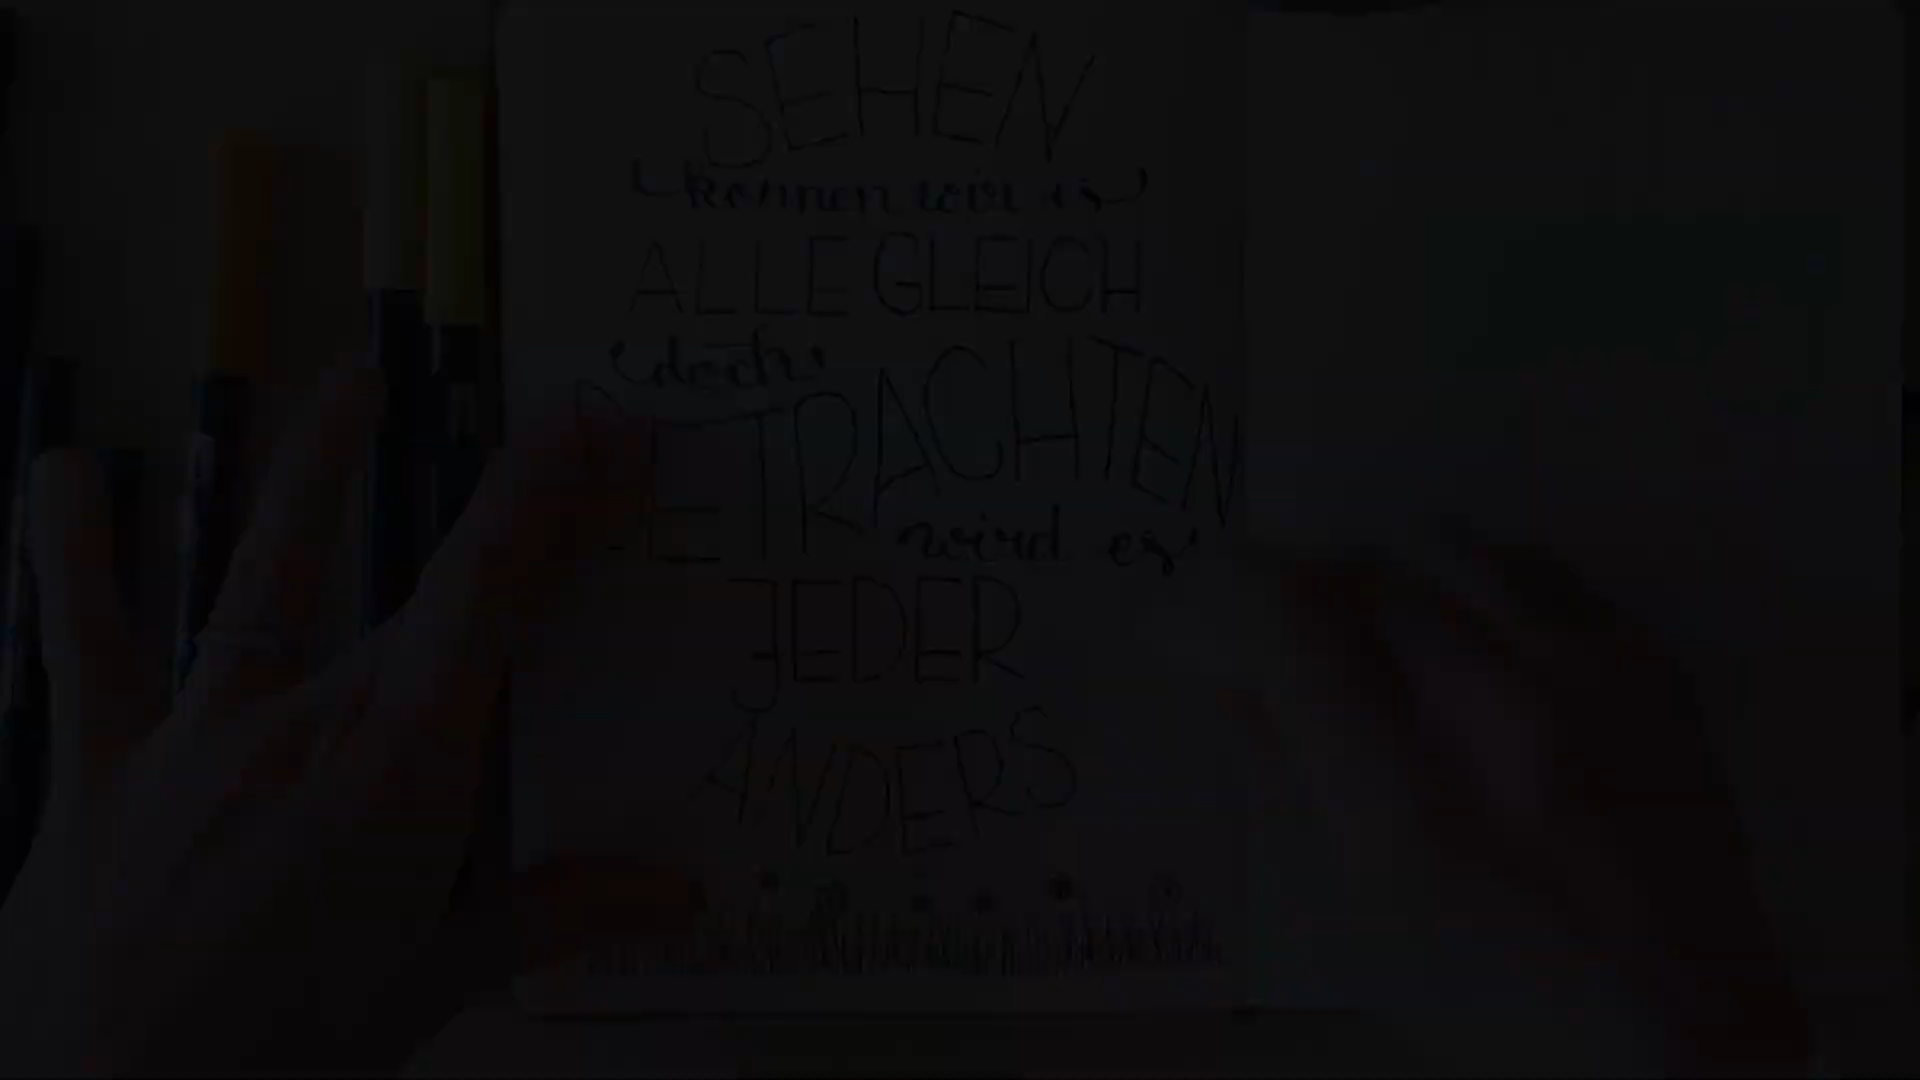 SEHEN
können wir es
ALLE GLEICH
doch
BETRACHTEN
wird es
JEDER
ANDERS